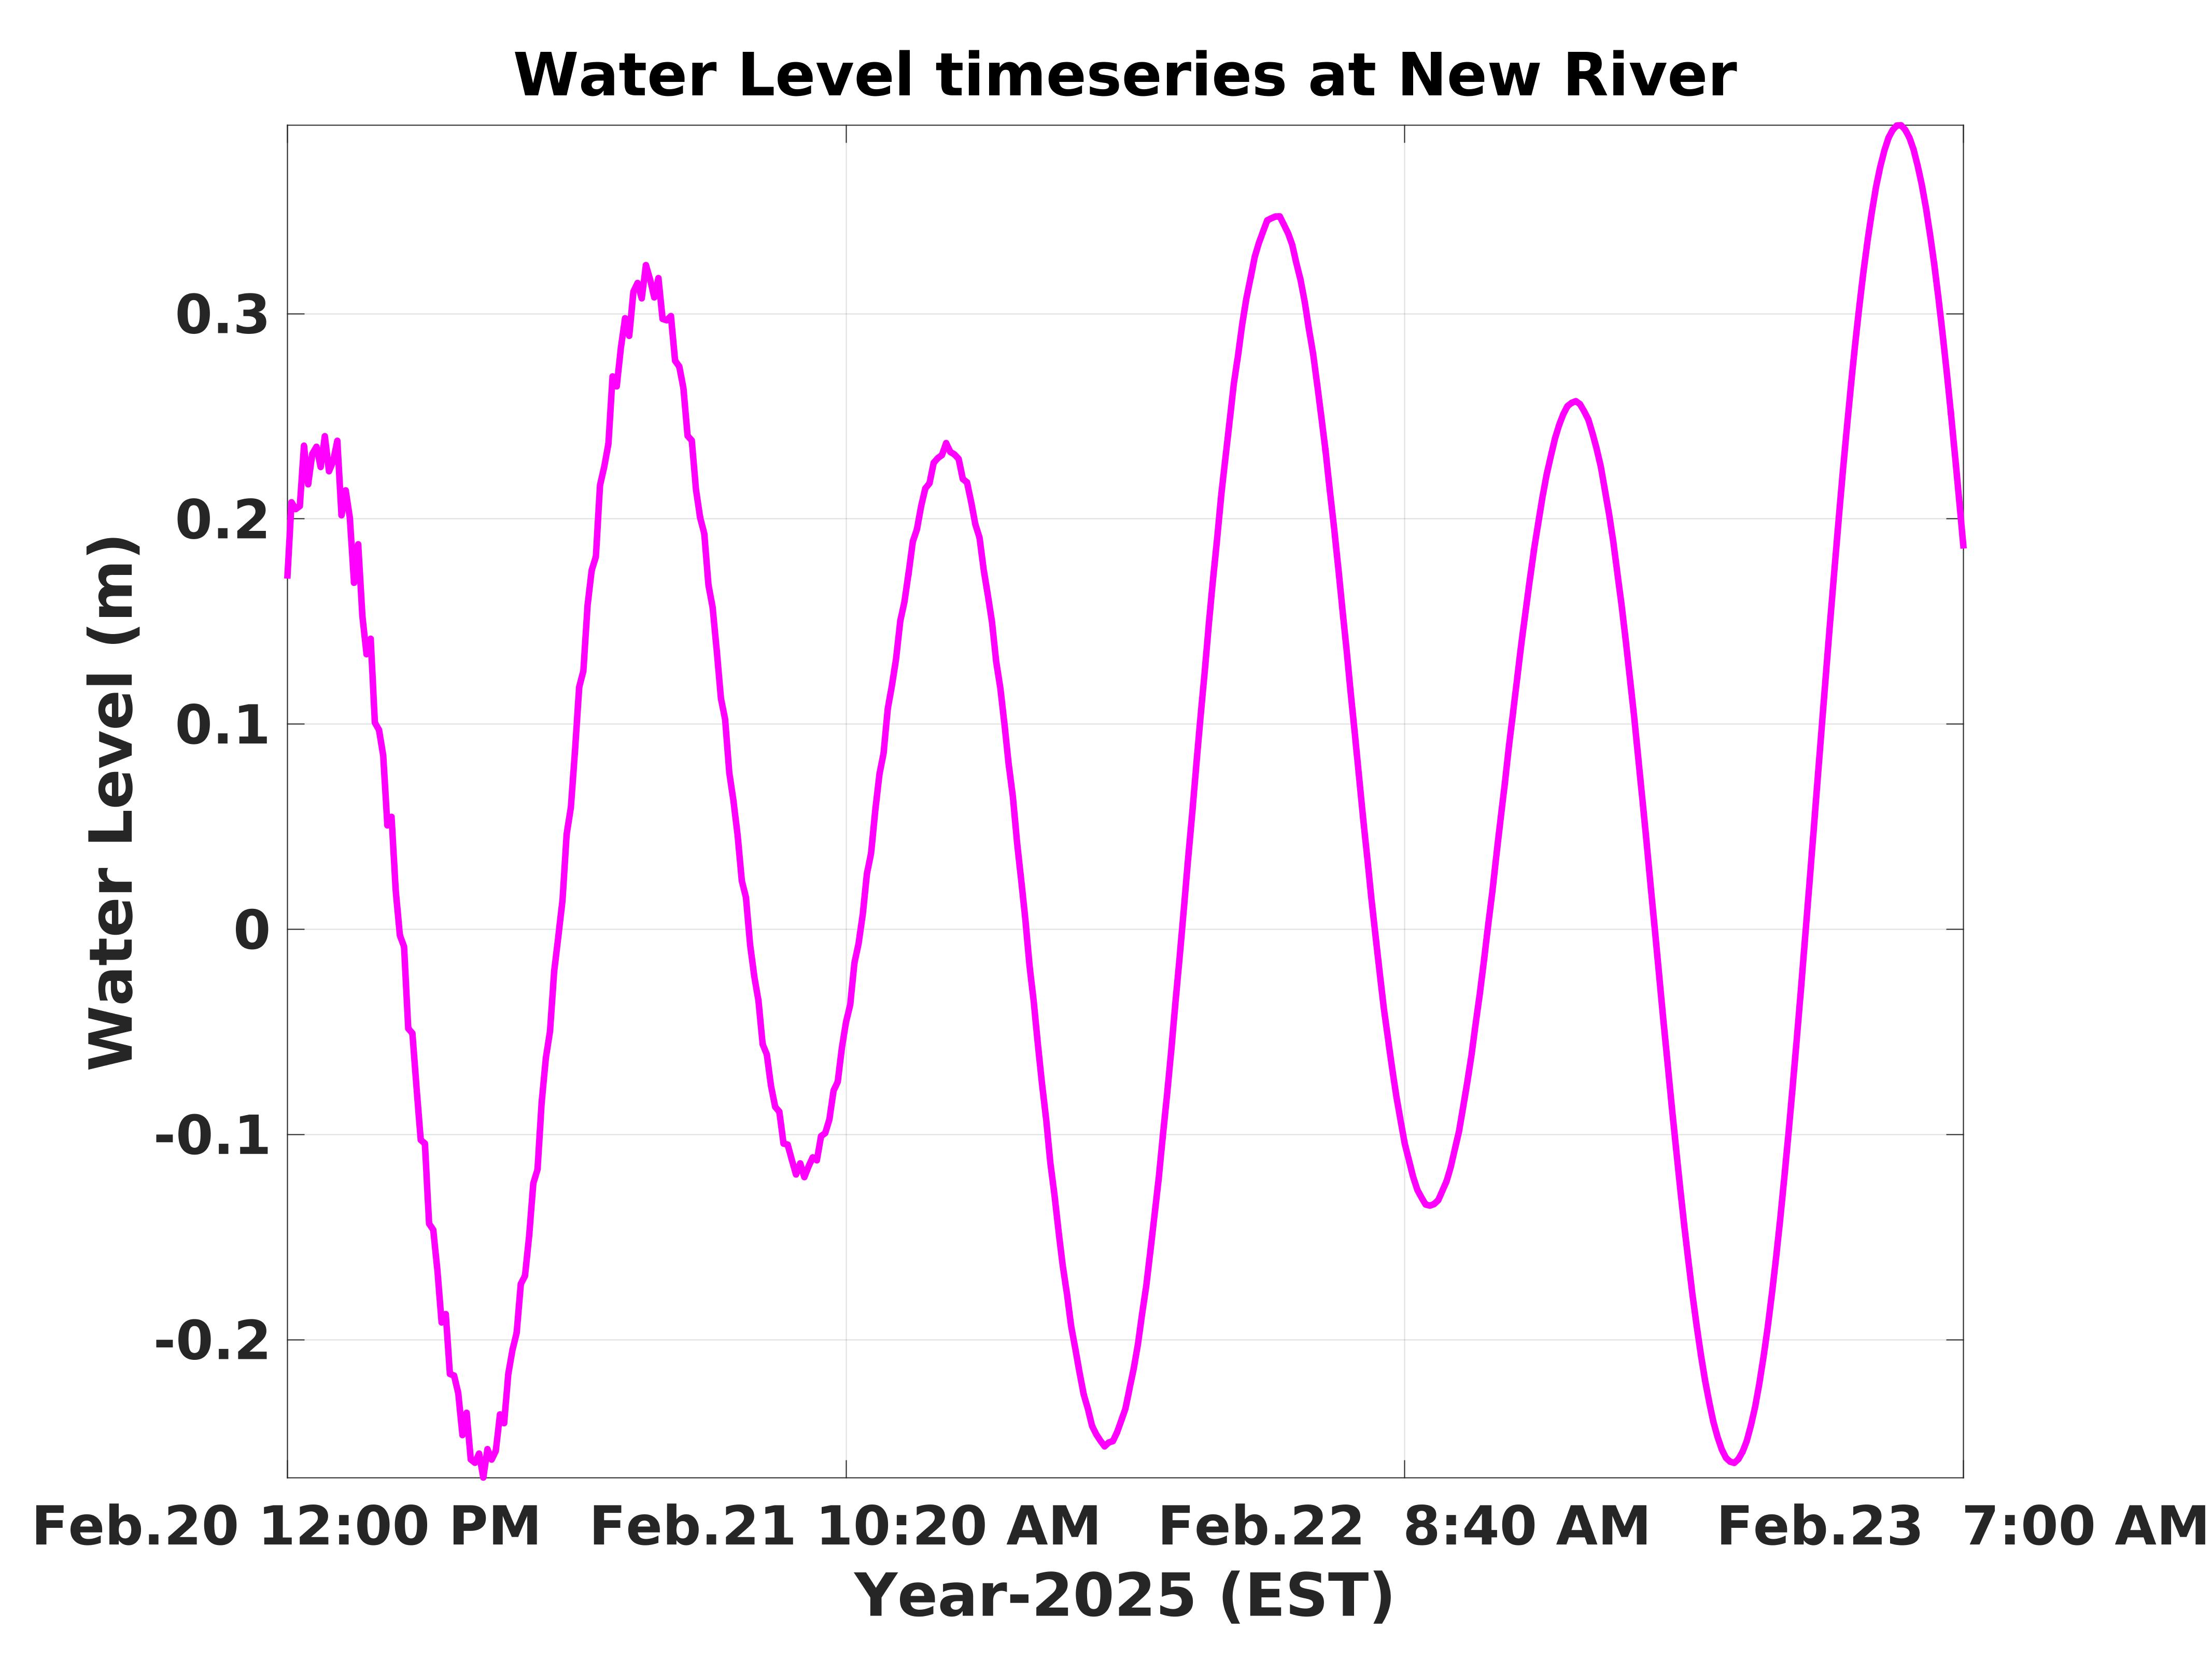 Water Level timeseries at New River
Water Level (m)
0.3
0.2
0.1
0
-0.1
-0.2
Feb.20 12:00 PM Feb.21 10:20 AM Feb.22 8:40 AM Feb.23 7:00 AM
Year-2025 (EST)